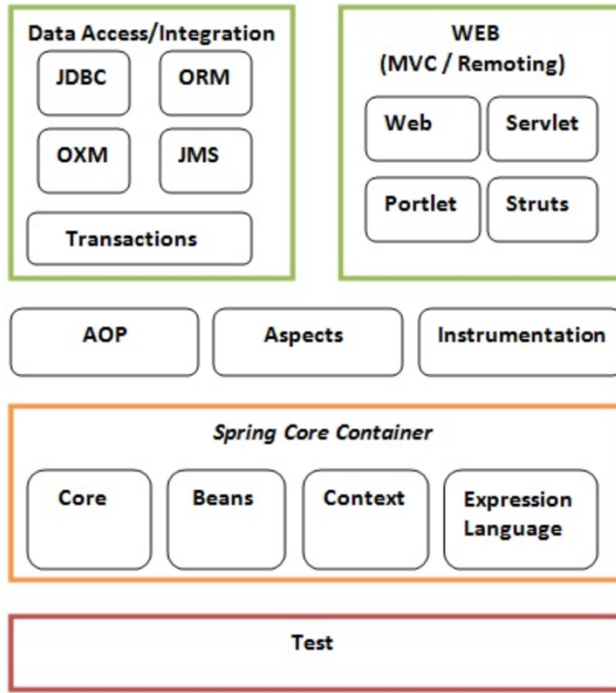 Data Access/Integration
JDBC
ORM
OXM
JMS
Transactions
WEB
(MVC / Remoting)
Web
Servlet
Portlet
Struts
AOP
Aspects
Instrumentation
Spring Core Container
Core
Beans
Context
Expression
Language
Test